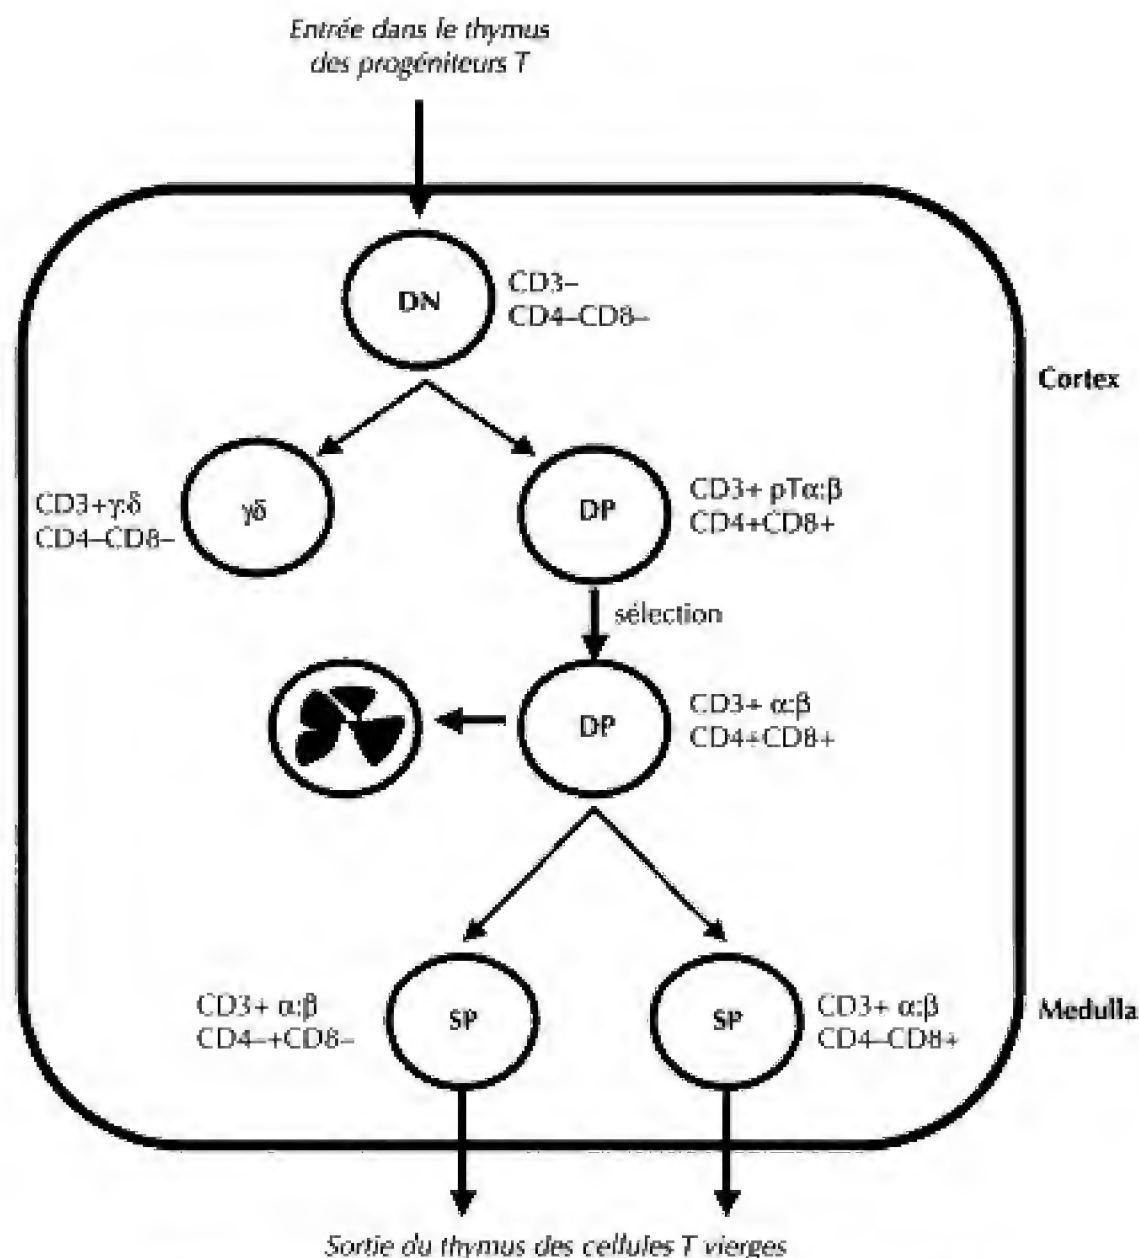 Entrée dans le thymus
des progéniteurs T
DN
CD3–
CD4–CD8–
Cortex
CD3+γ:δ
CD4–CD8–
γδ
DP
CD3+ pTα:β
CD4+CD8+
sélection
DP
CD3+ α:β
CD4+CD8+
CD3+ α:β
CD4–+CD8–
SP
SP
CD3+ α:β
CD4–CD8+
Medulla
Sortie du thymus des cellules T vierges